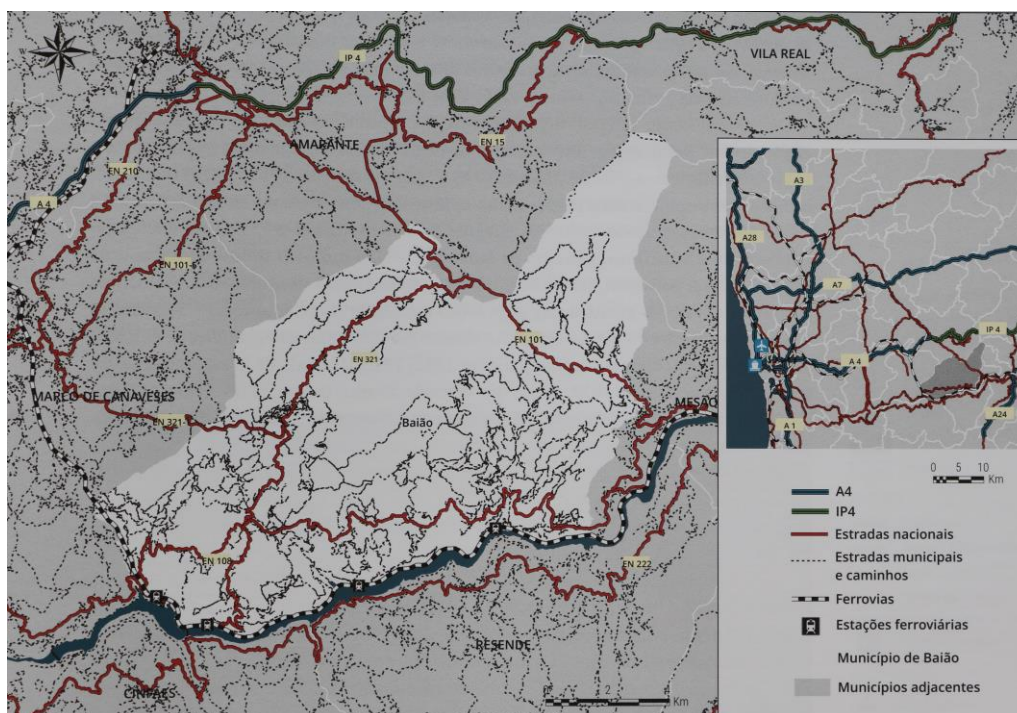 IP 4
VILA REAL
AMARANTE
EN 15
EN 210
A 4
EN 101-5
EN 321
EN 101
MARCO DE CANAVESES
EN 321-
Baião
MESÃO
EN 108
EN 222
RESENDE
CINFÃES
2
Km
A3
A28
A7
IP 4
A 4
A24
A 1
0 5 10
Km
A4
IP4
Estradas nacionais
Estradas municipais
e caminhos
Ferrovias
Estações ferroviárias
Município de Baião
Municípios adjacentes